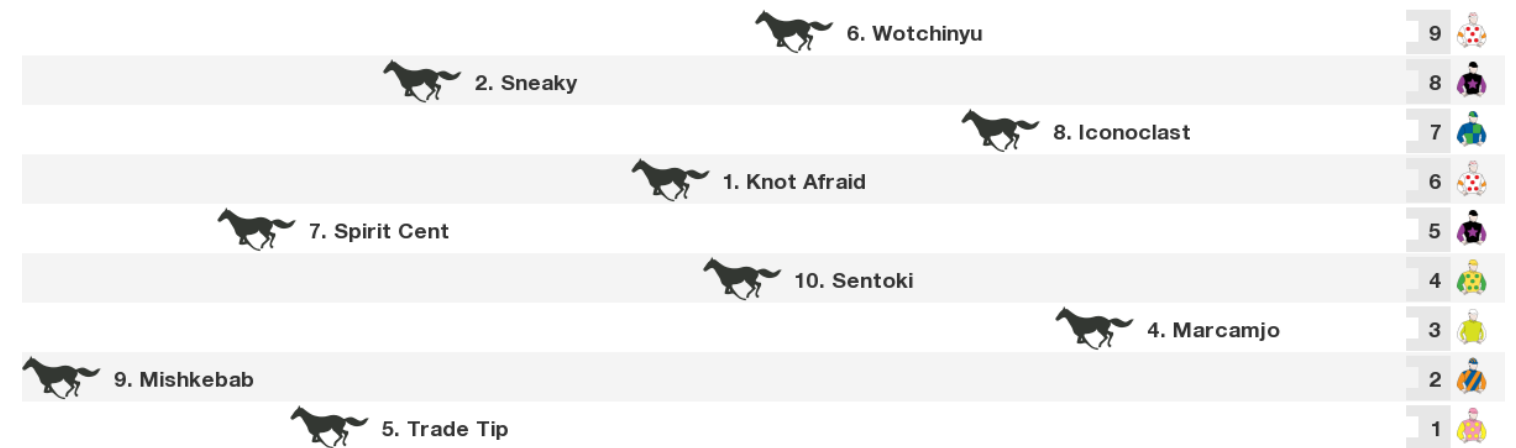 6. Wotchinyu 9
2. Sneaky 8
8. Iconoclast 7
1. Knot Afraid 6
7. Spirit Cent 5
10. Sentoki 4
4. Marcamjo 3
9. Mishkebab 2
5. Trade Tip 1